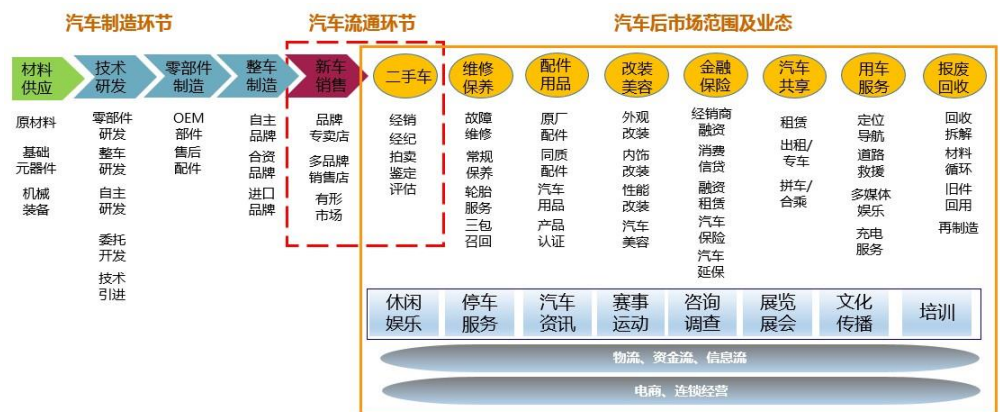 汽车制造环节
汽车流通环节
汽车后市场范围及业态
材料
供应
技术
研发
零部件
制造
整车
制造
新车
销售
二手车
维修
保养
配件
用品
改装
美容
金融
保险
汽车
共享
用车
服务
报废
回收
原材料
基础
元器件
机械
装备
零部件
研发
整车
研发
自主
研发
委托
开发
技术
引进
OEM
部件
售后
配件
自主
品牌
合资
品牌
进口
品牌
品牌
专卖店
多品牌
销售店
有形
市场
经销
经纪
拍卖
鉴定
评估
故障
维修
常规
保养
轮胎
服务
三包
召回
原厂
配件
同质
配件
汽车
用品
产品
认证
外观
改装
内饰
改装
性能
改装
汽车
美容
经销商
融资
消费
信贷
融资
租赁
汽车
保险
汽车
延保
租赁
出租/
专车
拼车/
合乘
定位
导航
道路
救援
多媒体
娱乐
充电
服务
回收
拆解
材料
循环
旧件
回用
再制造
休闲
娱乐
停车
服务
汽车
资讯
赛事
运动
咨询
调查
展览
展会
文化
传播
培训
物流、资金流、信息流
电商、连锁经营